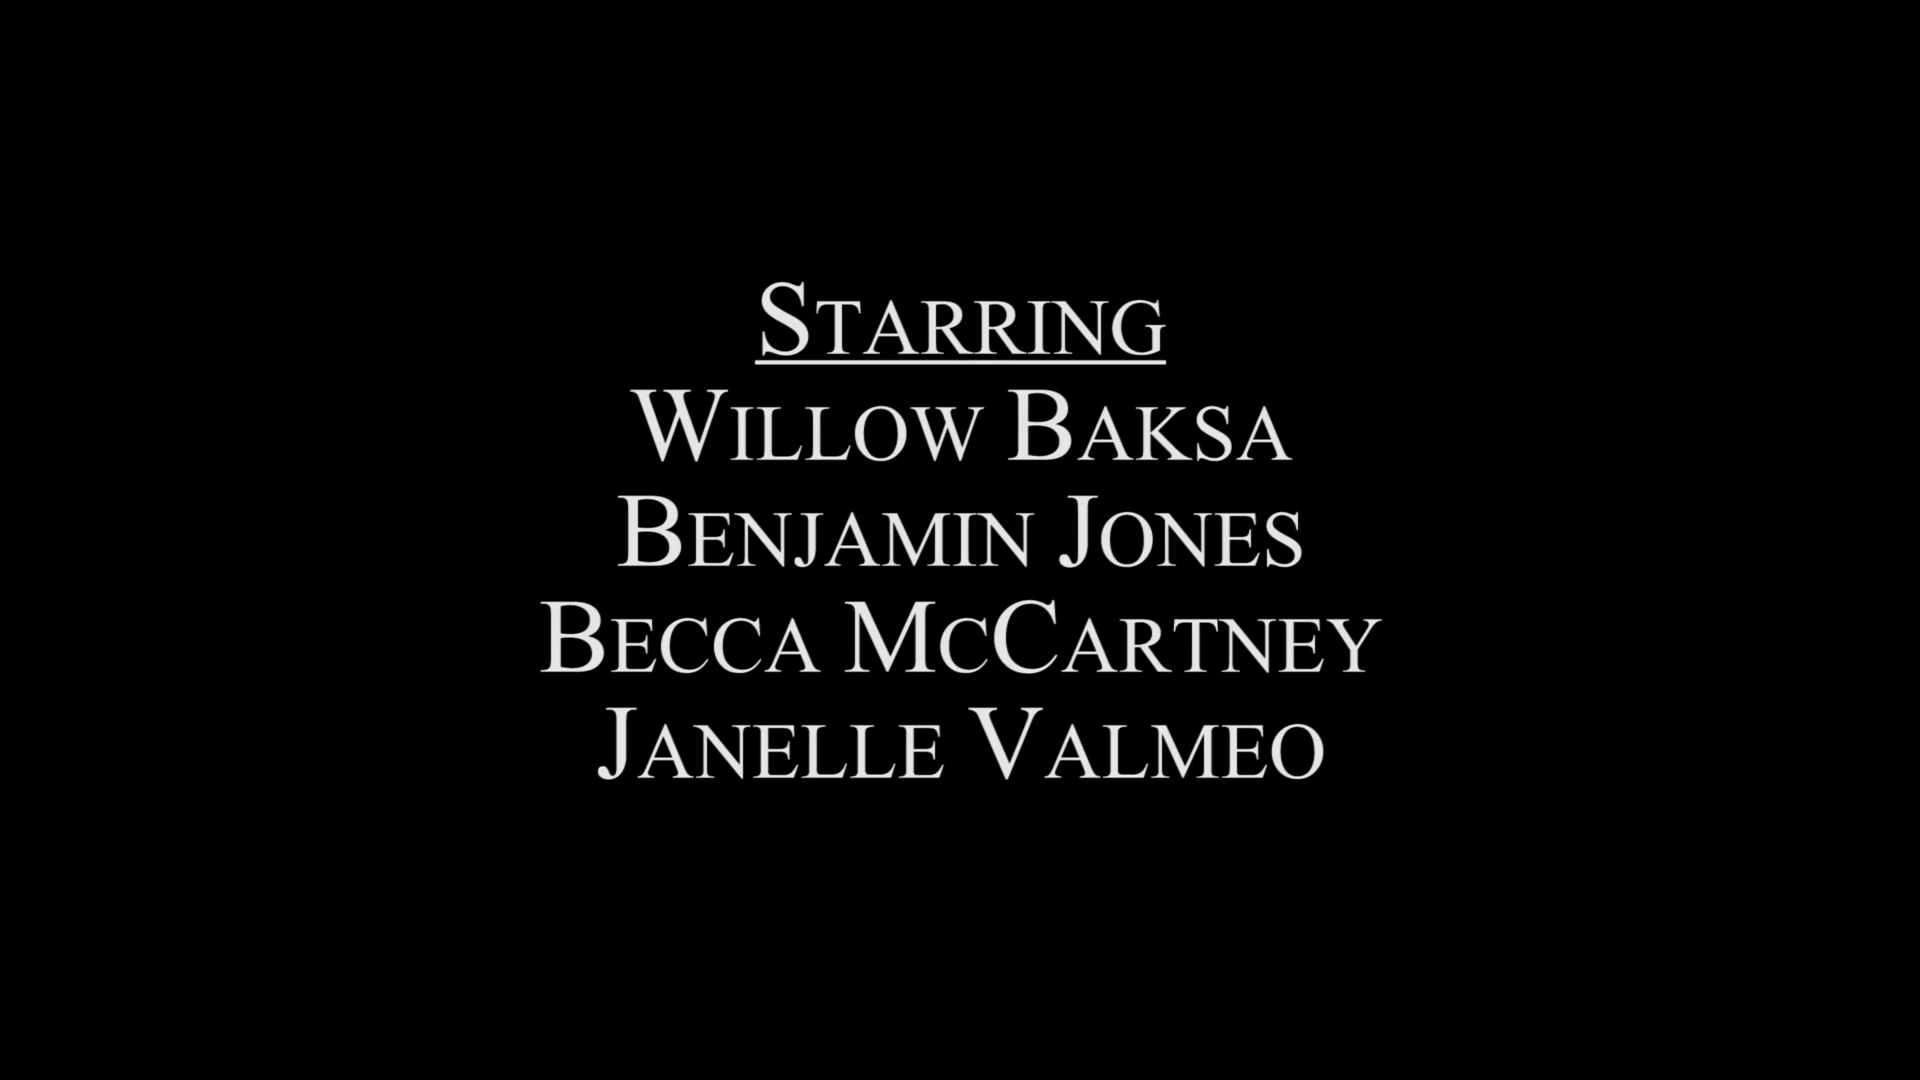 Starring
Willow Baksa
Benjamin Jones
Becca McCartney
Janelle Valmeo